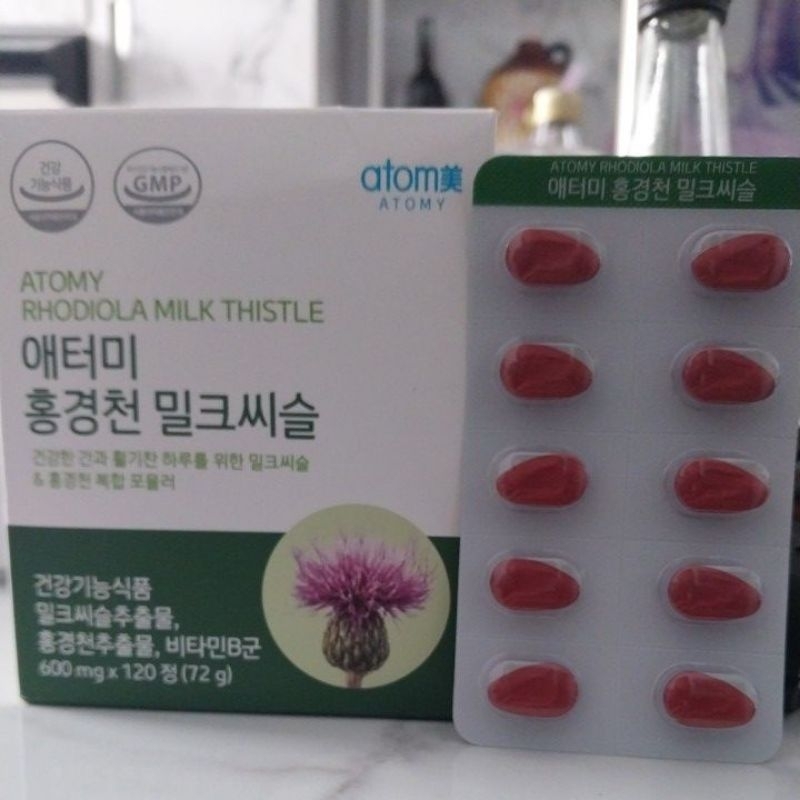 건강
기능식품
GMP
atom美
ATOMY
ATOMY
RHODIOLA MILK THISTLE
애터미
홍경천 밀크씨슬
건강한 간과 활기찬 하루를 위한 밀크씨슬
& 홍경천 복합 포뮬러
건강기능식품
밀크씨슬추출물,
홍경천추출물, 비타민B군
600 mg x 120 정 (72 g)
ATOMY RHODIOLA MILK THISTLE
애터미 홍경천 밀크씨슬